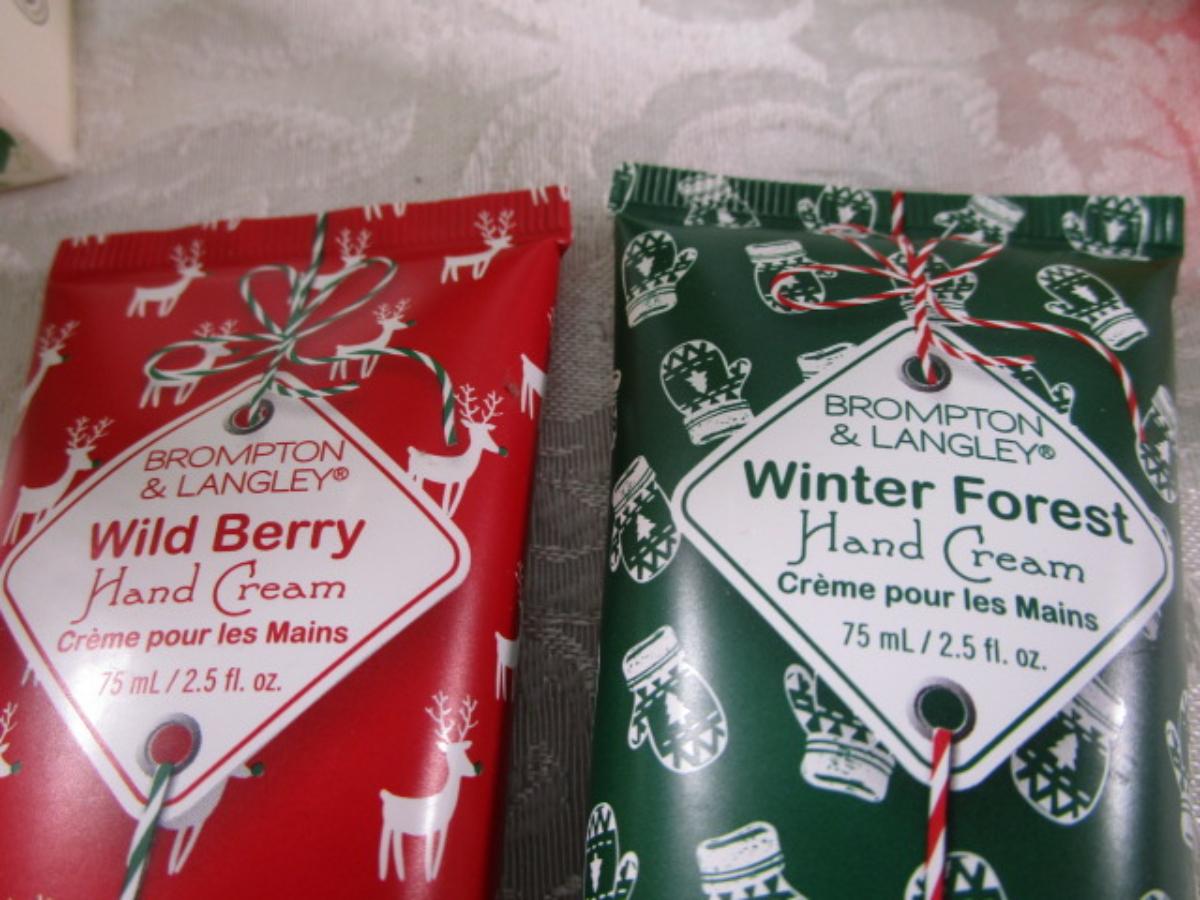 BROMPTON
& LANGLEY®
Wild Berry
Hand Cream
Crème pour les Mains
75 mL / 2.5 fl. oz.
BROMPTON
& LANGLEY®
Winter Forest
Hand Cream
Crème pour les Mains
75 mL / 2.5 fl. oz.